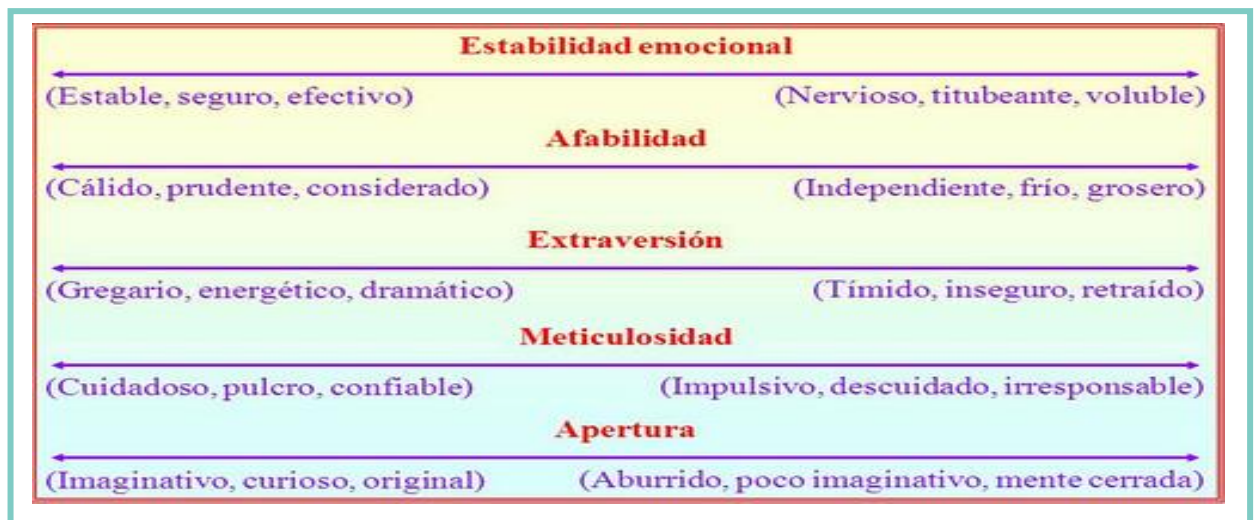 Estabilidad emocional
(Estable, seguro, efectivo) (Nervioso, titubeante, voluble)
Afabilidad
(Cálido, prudente, considerado) (Independiente, frío, grosero)
Extraversión
(Gregario, energético, dramático) (Tímido, inseguro, retraído)
Meticulosidad
(Cuidadoso, pulcro, confiable) (Impulsivo, descuidado, irresponsable)
Apertura
(Imaginativo, curioso, original) (Aburrido, poco imaginativo, mente cerrada)